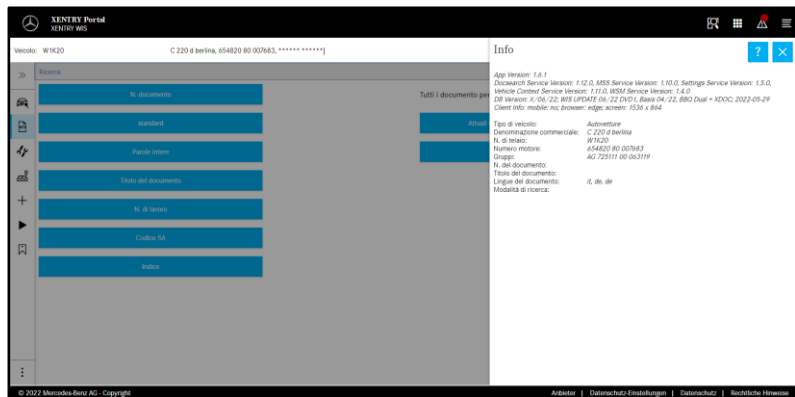 XENTRY Portal
XENTRY WIS
Veicolo: W1K20 C 220 d berlina, 654820 80 007683, ****** ******]
Info
?
Ricerca
N. documento
standard
Parole intere
Titolo del documento
N. di lavoro
Codice SA
Indice
Tutti i documento per
Attuali
App Version: 1.6.1
Docsearch Service Version: 1.12.0, MSS Service Version: 1.10.0, Settings Service Version: 1.5.0,
Vehicle Context Service Version: 1.11.0, WSM Service Version: 1.4.0
DB Version: X/06/22; WIS UPDATE 06/22 DVD1, Basis 04/22, BBQ Dual + XDOC; 2022-05-29
Client Info: mobile: no; browser: edge; screen: 1536 x 864
Tipo di veicolo: Autovetture
Denominazione commerciale: C 220 d berlina
N. di telaio: W1K20
Numero motore: 654820 80 007683
Gruppi: AG 725111 00 063119
N. del documento:
Titolo del documento:
Lingue del documento: it, de, de
Modalità di ricerca:
© 2022 Mercedes-Benz AG - Copyright
Anbieter | Datenschutz-Einstellungen | Datenschutz | Rechtliche Hinweise